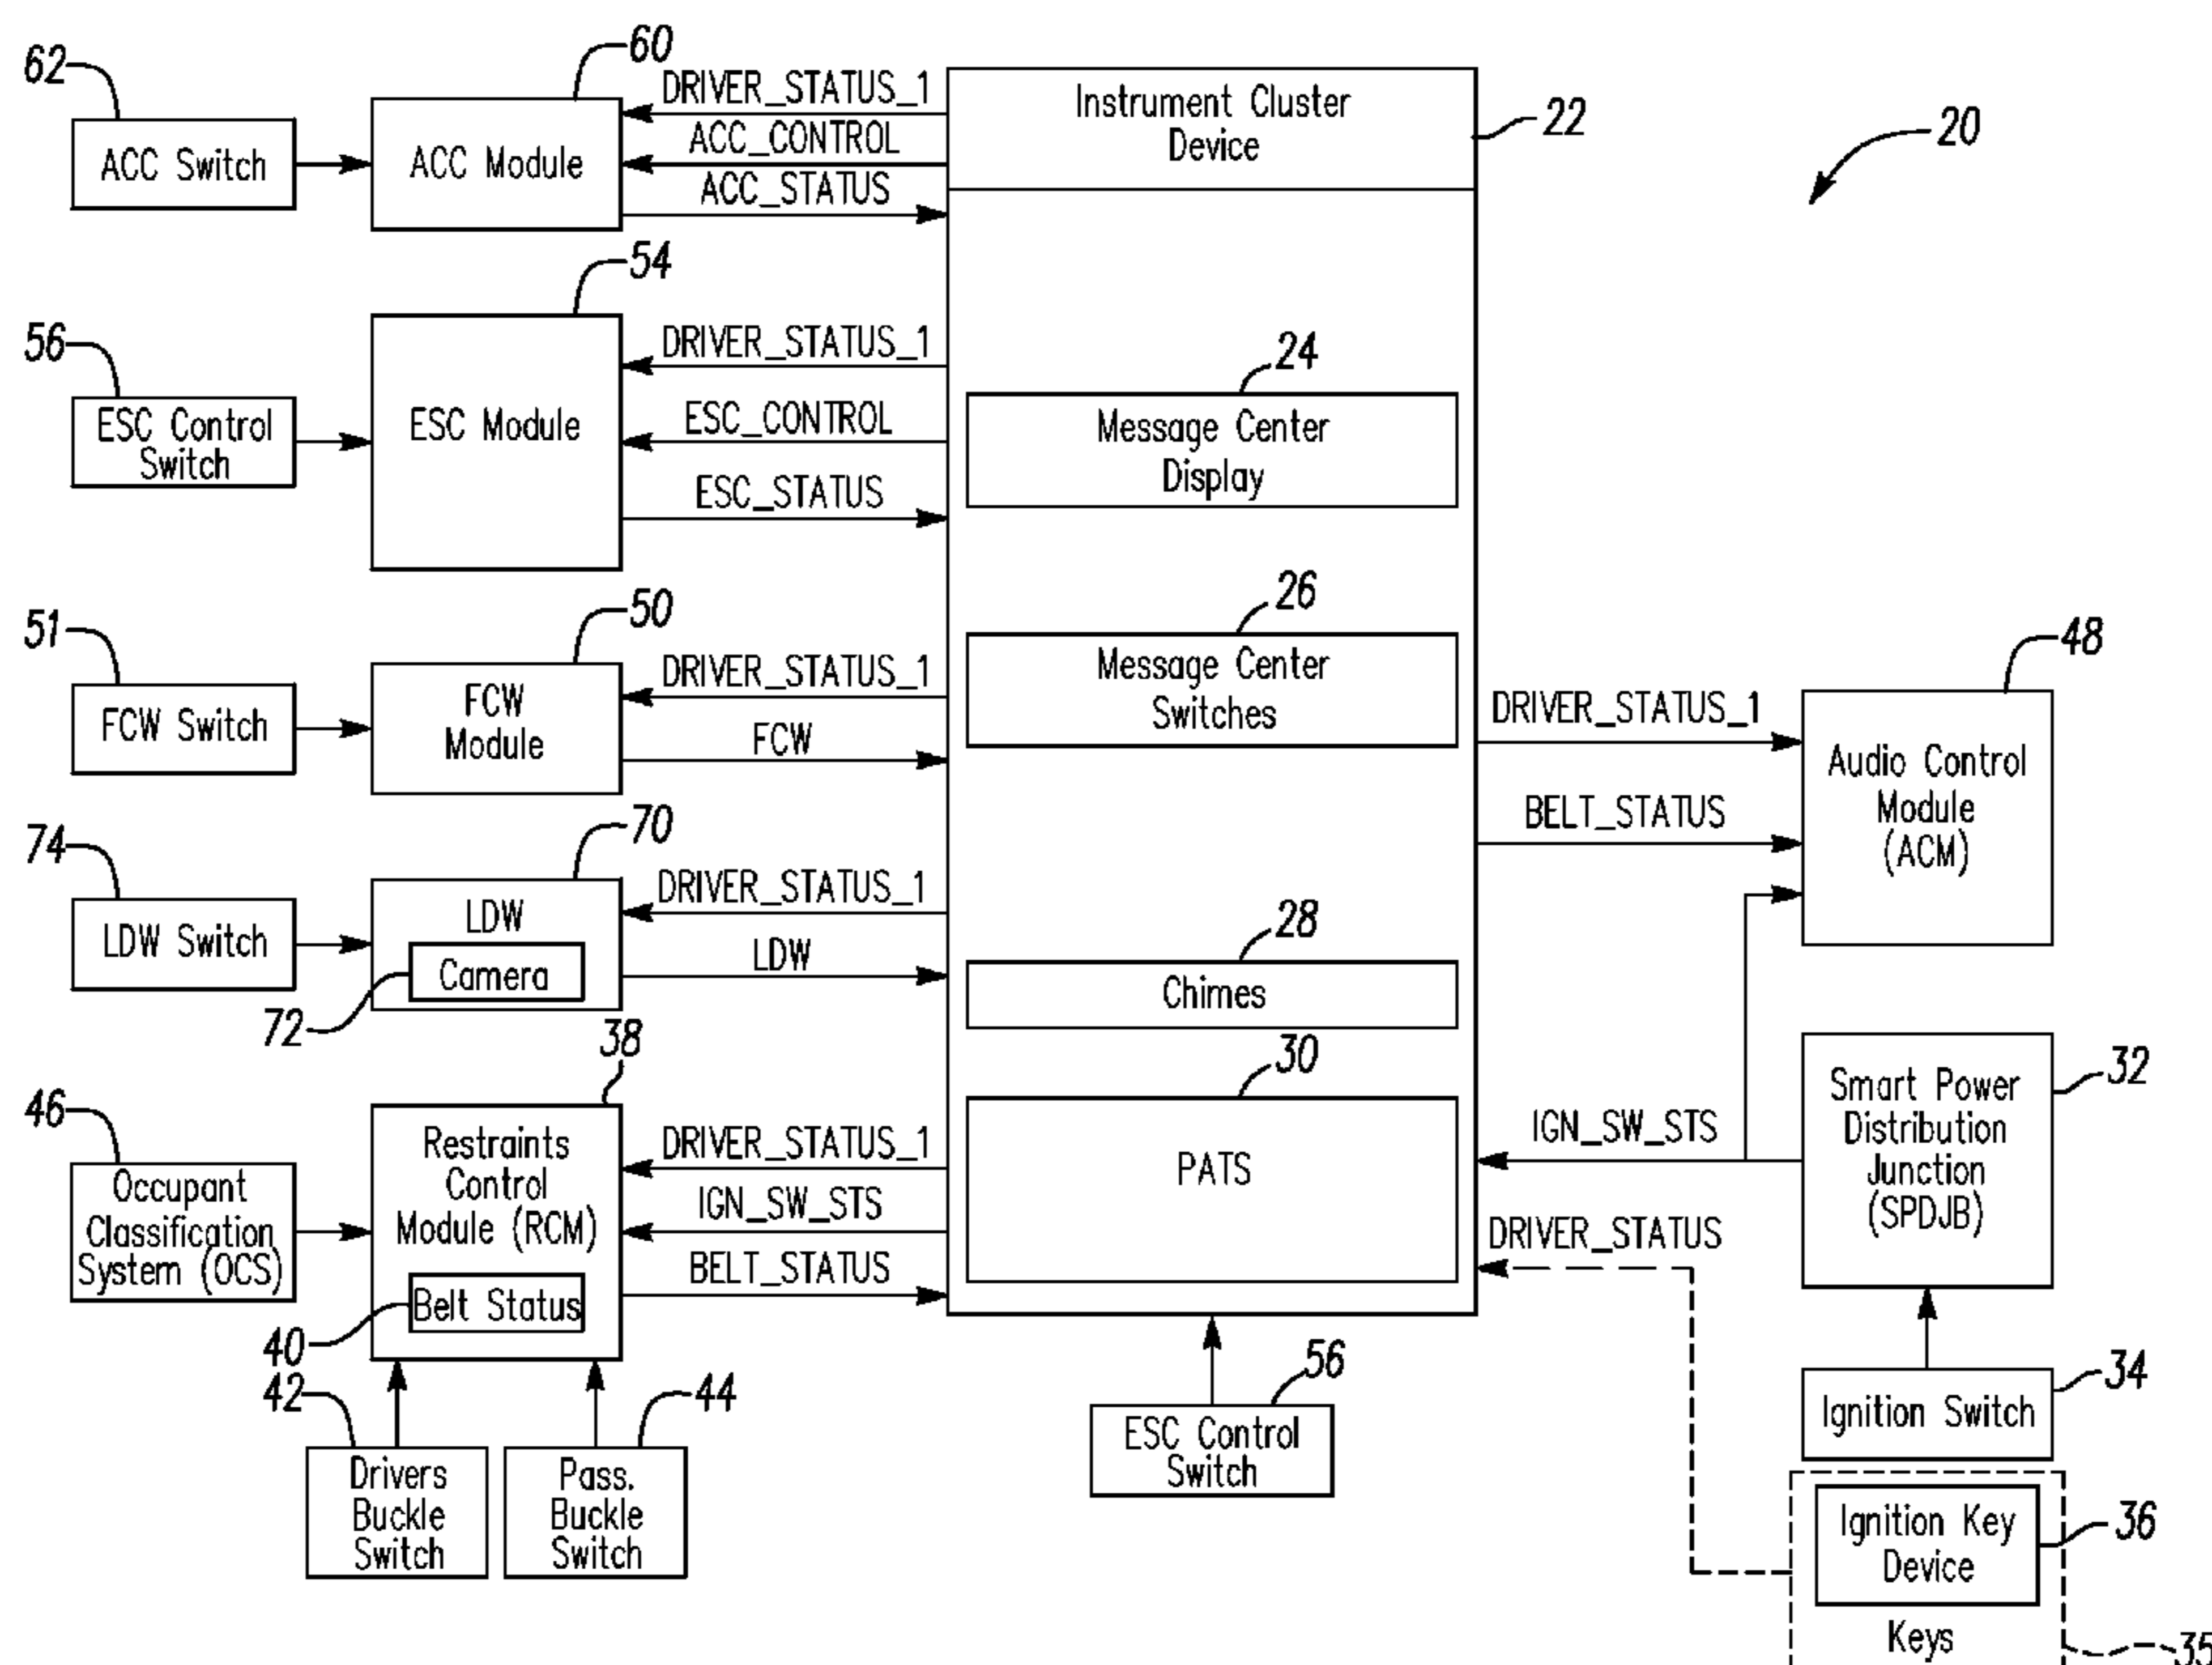 60
62
DRIVER_STATUS_1
Instrument Cluster
Device
22
20
ACC Switch
ACC Module
ACC_CONTROL
ACC_STATUS
54
56
DRIVER_STATUS_1
24
ESC Control
Switch
ESC Module
ESC_CONTROL
Message Center
Display
ESC_STATUS
50
51
26
DRIVER_STATUS_1
FCW Switch
FCW
Module
FCW
Message Center
Switches
48
DRIVER_STATUS_1
Audio Control
Module
(ACM)
BELT_STATUS
70
74
DRIVER_STATUS_1
28
LDW Switch
LDW
Camera
LDW
Chimes
72
38
30
32
46
Smart Power
Distribution
Junction
(SPDJB)
IGN_SW_STS
Occupant
Classification
System (OCS)
Restraints
Control
Module (RCM)
DRIVER_STATUS_1
PATS
IGN_SW_STS
DRIVER_STATUS
BELT_STATUS
Belt Status
40
42
44
56
34
Ignition Switch
Drivers
Buckle
Switch
Pass.
Buckle
Switch
ESC Control
Switch
Ignition Key
Device
36
Keys
35